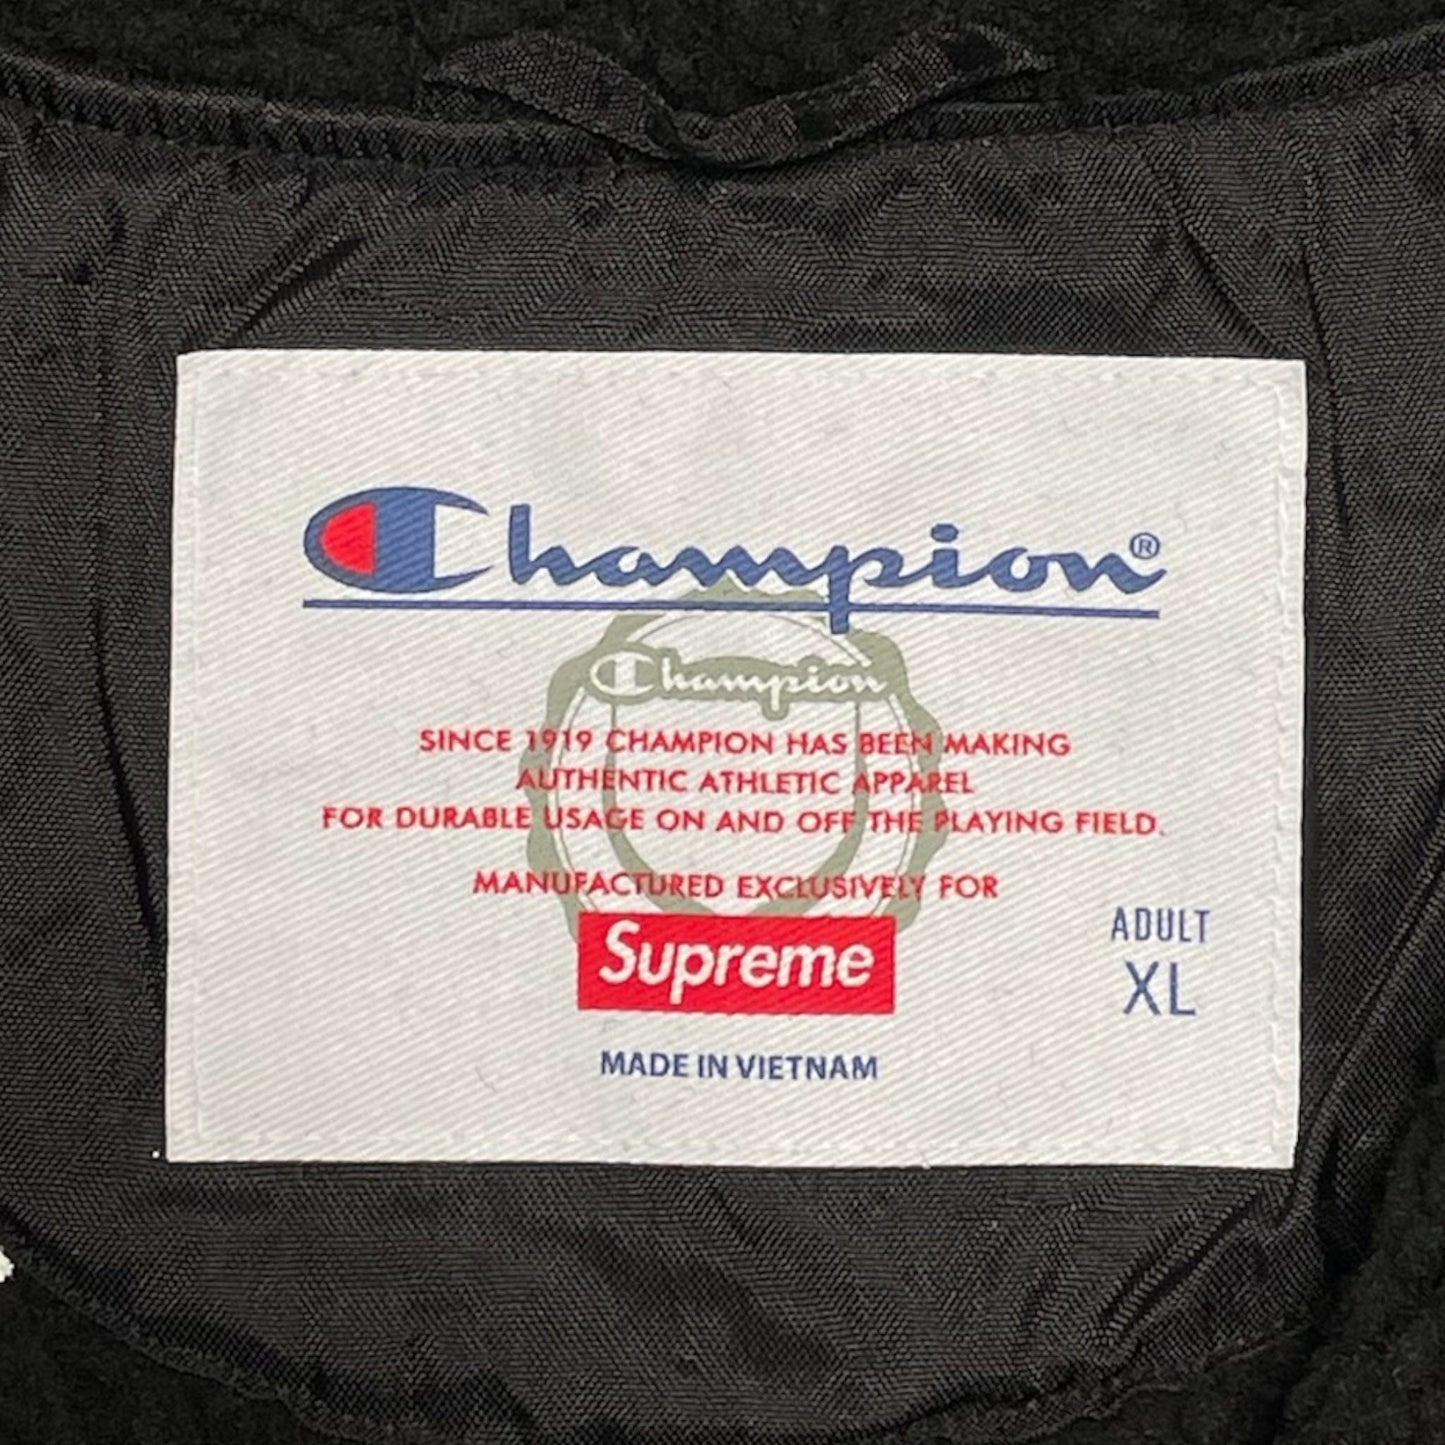 Champion®
Champion
SINCE 1919 CHAMPION HAS BEEN MAKING
AUTHENTIC ATHLETIC APPAREL
FOR DURABLE USAGE ON AND OFF THE PLAYING FIELD.
MANUFACTURED EXCLUSIVELY FOR
Supreme
ADULT
XL
MADE IN VIETNAM